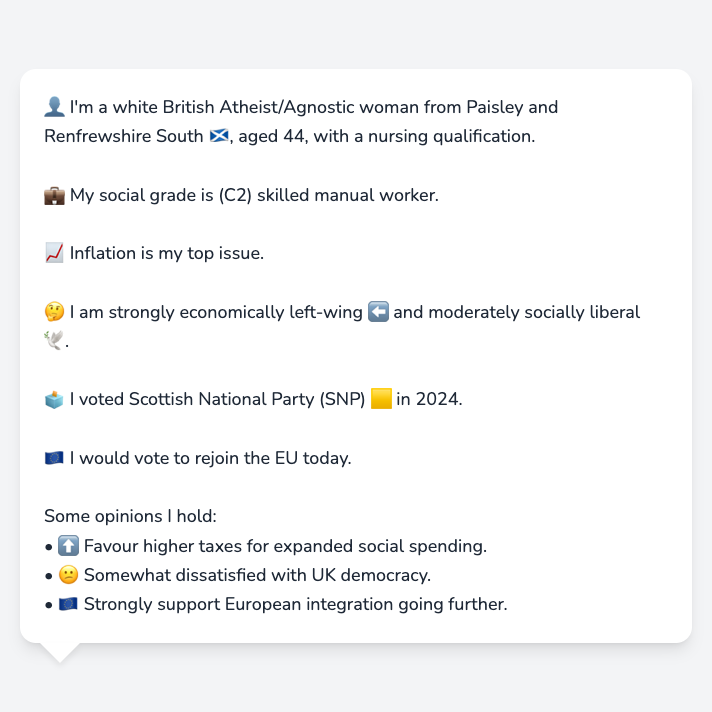 👤 I'm a white British Atheist/Agnostic woman from Paisley and
Renfrewshire South 🏴󠁧󠁢󠁳󠁣󠁴󠁿, aged 44, with a nursing qualification.
💼 My social grade is (C2) skilled manual worker.
📈 Inflation is my top issue.
🤔 I am strongly economically left-wing ⬅️ and moderately socially liberal
🕊️.
🗳️ I voted Scottish National Party (SNP) 🟨 in 2024.
🇪🇺 I would vote to rejoin the EU today.
Some opinions I hold:
• ⬆️ Favour higher taxes for expanded social spending.
• 😕 Somewhat dissatisfied with UK democracy.
• 🇪🇺 Strongly support European integration going further.